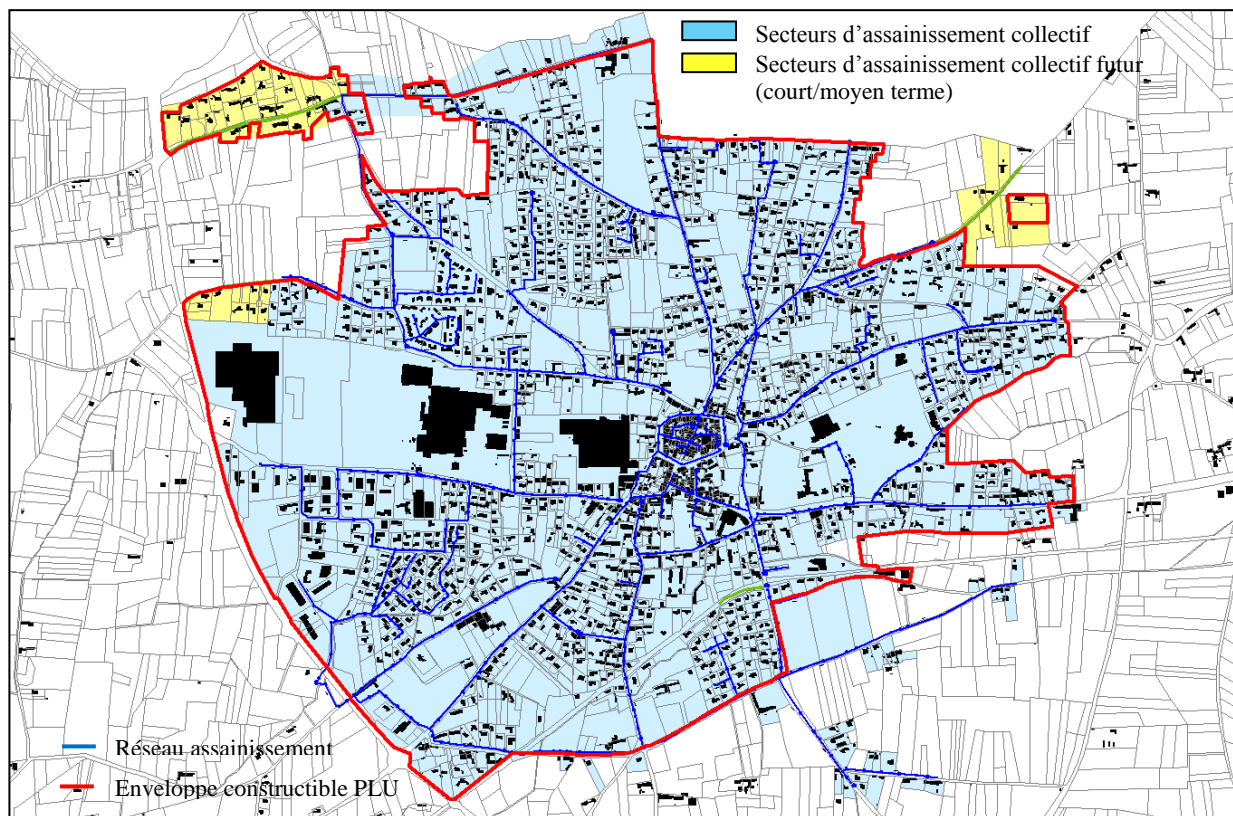 Secteurs d'assainissement collectif
Secteurs d'assainissement collectif futur
(court/moyen terme)
Réseau assainissement
Enveloppe constructible PLU